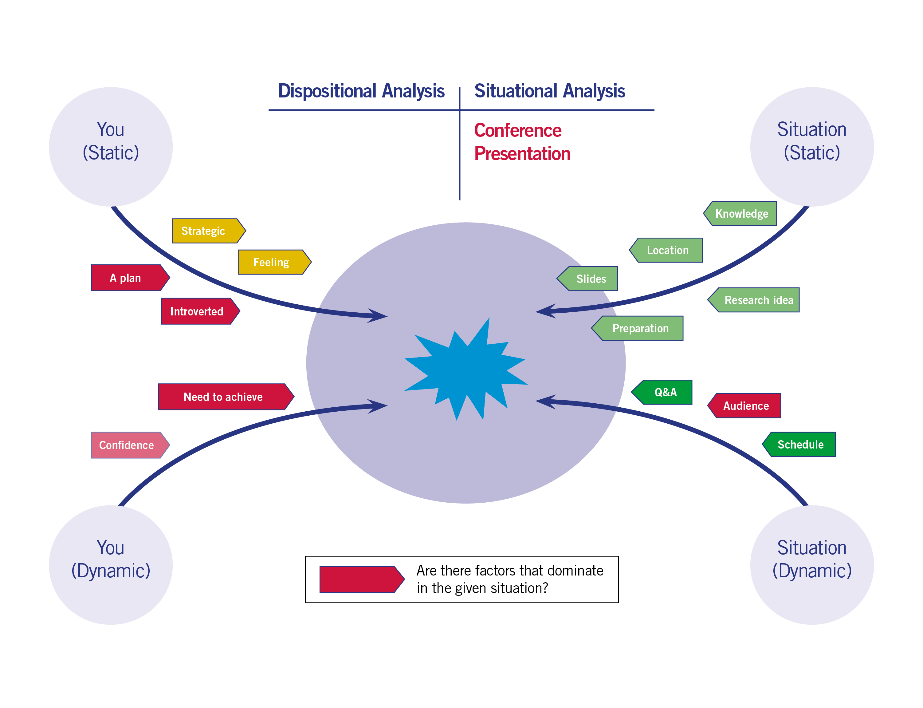 Dispositional Analysis
Situational Analysis
Conference
Presentation
You
(Static)
Situation
(Static)
Strategic
Feeling
A plan
Introverted
Knowledge
Location
Slides
Research idea
Preparation
Need to achieve
Confidence
Q&A
Audience
Schedule
You
(Dynamic)
Situation
(Dynamic)
Are there factors that dominate
in the given situation?